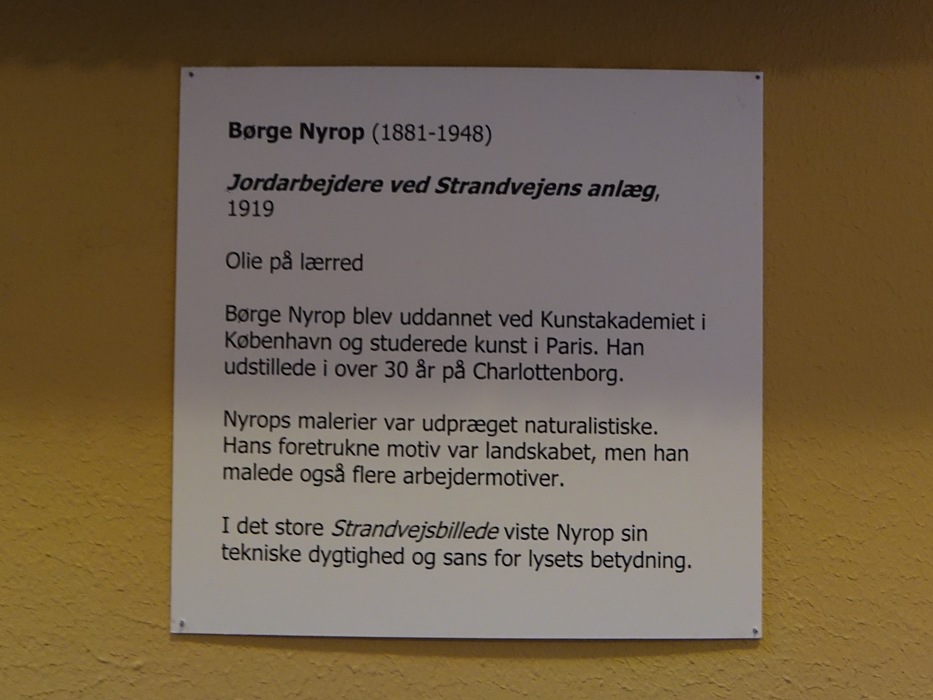 Børge Nyrop (1881-1948)
Jordarbejdere ved Strandvejens anlæg,
1919
Olie på lærred
Børge Nyrop blev uddannet ved Kunstakademiet i
København og studerede kunst i Paris. Han
udstillede i over 30 år på Charlottenborg.
Nyrops malerier var udpræget naturalistiske.
Hans foretrukne motiv var landskabet, men han
malede også flere arbejdermotiver.
I det store Strandvejsbillede viste Nyrop sin
tekniske dygtighed og sans for lysets betydning.